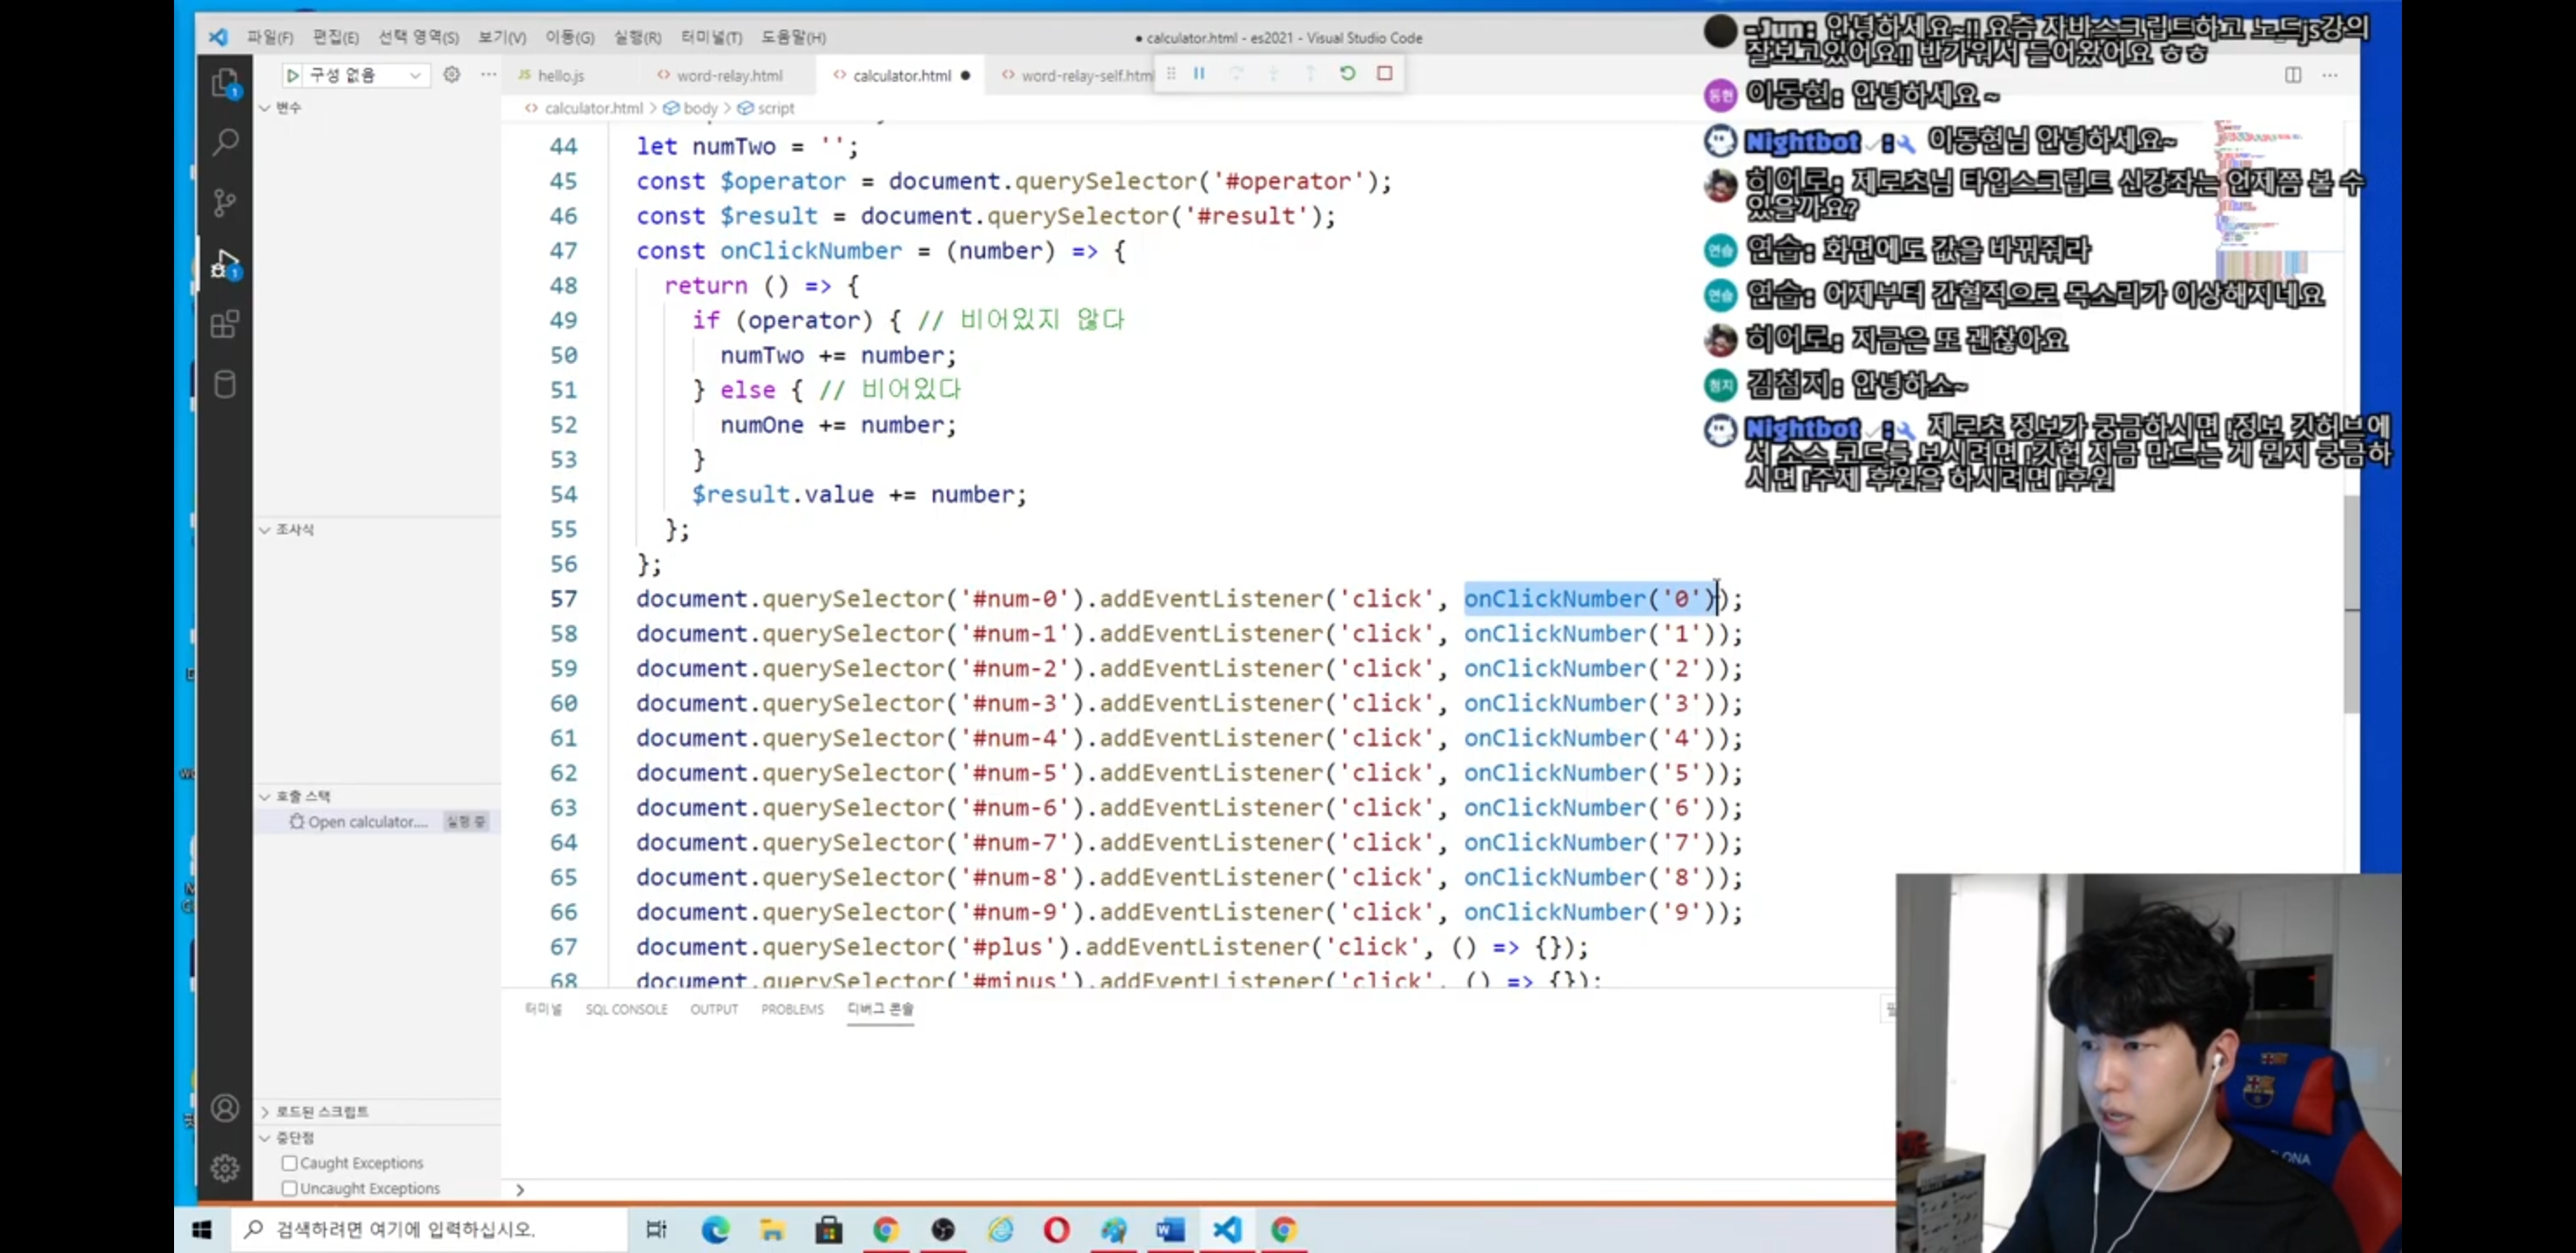 파일(F) 편집(E) 선택 영역(S) 보기(V) 이동(G) 실행(R) 터미널(T) 도움말(H)
● calculator.html - es2021 - Visual Studio Code
구성 없음
hello.js
word-relay.html
calculator.html
word-relay-self.html
calculator.html > body > script
변수
조사식
호출 스택
Open calculator....
실행 중
로드된 스크립트
중단점
Caught Exceptions
Uncaught Exceptions
44 let numTwo = '';
45 const $operator = document.querySelector('#operator');
46 const $result = document.querySelector('#result');
47 const onClickNumber = (number) => {
48 return () => {
49 if (operator) { // 비어있지 않다
50 numTwo += number;
51 } else { // 비어있다
52 numOne += number;
53 }
54 $result.value += number;
55 };
56 };
57 document.querySelector('#num-0').addEventListener('click', onClickNumber('0'));
58 document.querySelector('#num-1').addEventListener('click', onClickNumber('1'));
59 document.querySelector('#num-2').addEventListener('click', onClickNumber('2'));
60 document.querySelector('#num-3').addEventListener('click', onClickNumber('3'));
61 document.querySelector('#num-4').addEventListener('click', onClickNumber('4'));
62 document.querySelector('#num-5').addEventListener('click', onClickNumber('5'));
63 document.querySelector('#num-6').addEventListener('click', onClickNumber('6'));
64 document.querySelector('#num-7').addEventListener('click', onClickNumber('7'));
65 document.querySelector('#num-8').addEventListener('click', onClickNumber('8'));
66 document.querySelector('#num-9').addEventListener('click', onClickNumber('9'));
67 document.querySelector('#plus').addEventListener('click', () => {});
68 document.querySelector('#minus').addEventListener('click', () => {});
터미널 SQL CONSOLE OUTPUT PROBLEMS 디버그 콘솔
-Jun: 안녕하세요~!! 요즘 자바스크립트하고 노드js강의
잘보고있어요!! 반가워서 들어왔어요 ㅎㅎ
동현 이동현: 안녕하세요 ~
Nightbot : 이동현님 안녕하세요~
히어로: 제로초님 타입스크립트 신강좌는 언제쯤 볼 수
있을까요?
연습 연습: 화면에도 값을 바꿔줘라
연습 연습: 어제부터 간헐적으로 목소리가 이상해지네요
히어로: 지금은 또 괜찮아요
첨지 김첨지: 안녕하소~
Nightbot : 제로초 정보가 궁금하시면 !정보 깃허브에
서 소스 코드를 보시려면 !깃헙 지금 만드는 게 뭔지 궁금하
시면 !주제 후원을 하시려면 !후원
검색하려면 여기에 입력하십시오.